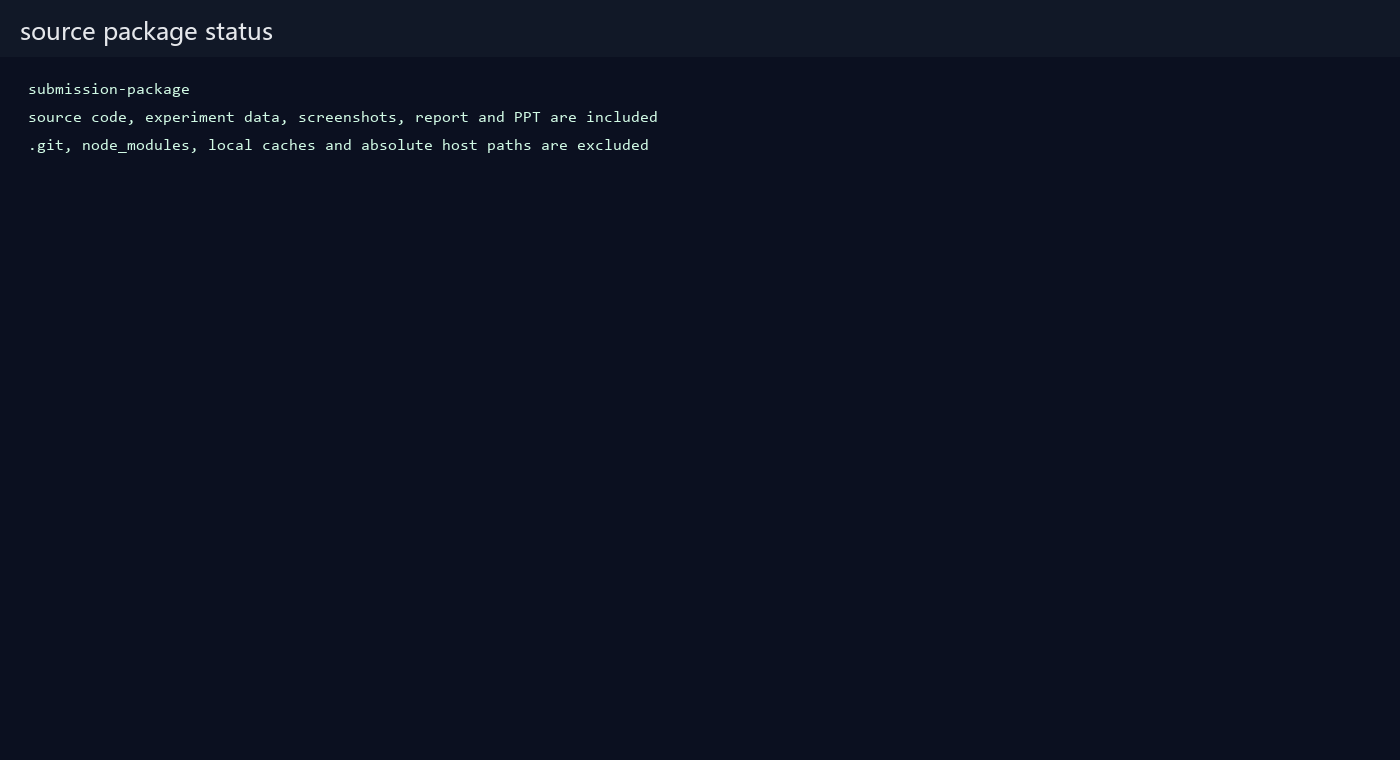 source package status
submission-package
source code, experiment data, screenshots, report and PPT are included
.git, node_modules, local caches and absolute host paths are excluded